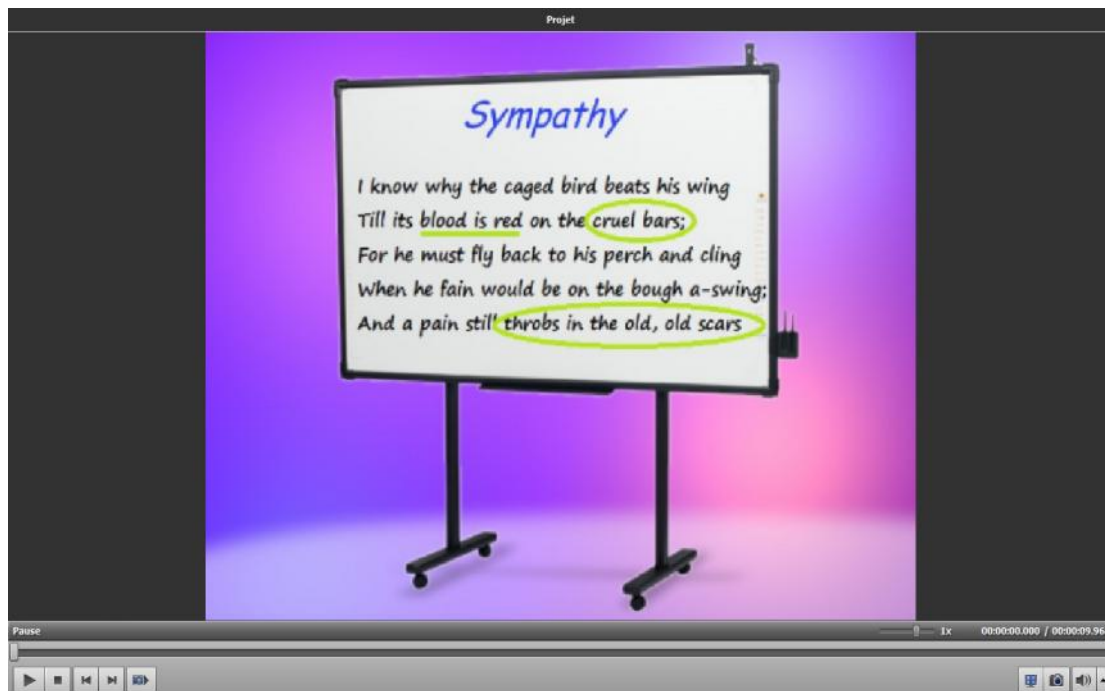 Projet
Sympathy
I know why the caged bird beats his wing
Till its blood is red on the cruel bars;
For he must fly back to his perch and cling
When he fain would be on the bough a-swing;
And a pain still throbs in the old, old scars
Pause
1x
00:00:00.000 / 00:00:09.96